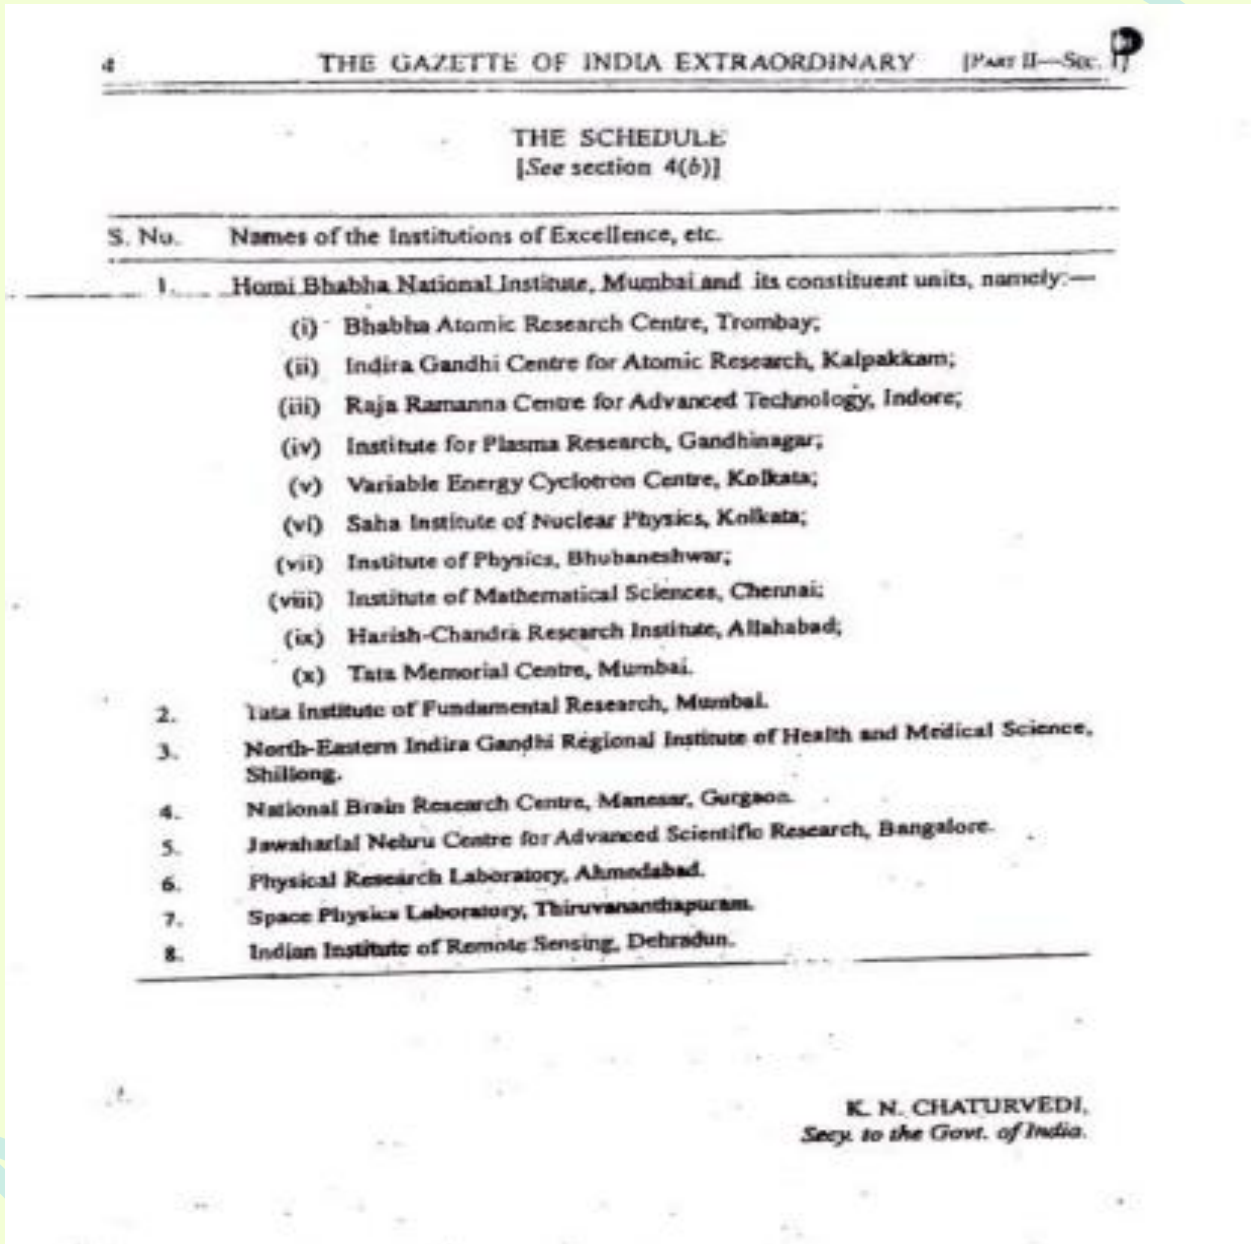 4 THE GAZETTE OF INDIA EXTRAORDINARY [PART II—SEC. 1]
THE SCHEDULE
[See section 4(b)]
S. No. Names of the Institutions of Excellence, etc.
1. Homi Bhabha National Institute, Mumbai and its constituent units, namely:—
(i) Bhabha Atomic Research Centre, Trombay;
(ii) Indira Gandhi Centre for Atomic Research, Kalpakkam;
(iii) Raja Ramanna Centre for Advanced Technology, Indore;
(iv) Institute for Plasma Research, Gandhinagar;
(v) Variable Energy Cyclotron Centre, Kolkata;
(vi) Saha Institute of Nuclear Physics, Kolkata;
(vii) Institute of Physics, Bhubaneshwar;
(viii) Institute of Mathematical Sciences, Chennai;
(ix) Harish-Chandra Research Institute, Allahabad;
(x) Tata Memorial Centre, Mumbai.
2. Tata Institute of Fundamental Research, Mumbai.
3. North-Eastern Indira Gandhi Regional Institute of Health and Medical Science,
Shillong.
4. National Brain Research Centre, Manesar, Gurgaon.
5. Jawaharlal Nehru Centre for Advanced Scientific Research, Bangalore.
6. Physical Research Laboratory, Ahmedabad.
7. Space Physics Laboratory, Thiruvananthapuram.
8. Indian Institute of Remote Sensing, Dehradun.
K. N. CHATURVEDI,
Secy. to the Govt. of India.